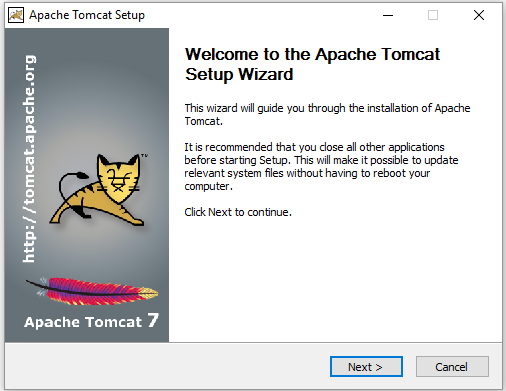 Apache Tomcat Setup
http://tomcat.apache.org
TM
Apache Tomcat 7
Welcome to the Apache Tomcat
Setup Wizard
This wizard will guide you through the installation of Apache
Tomcat.
It is recommended that you close all other applications
before starting Setup. This will make it possible to update
relevant system files without having to reboot your
computer.
Click Next to continue.
Next >
Cancel